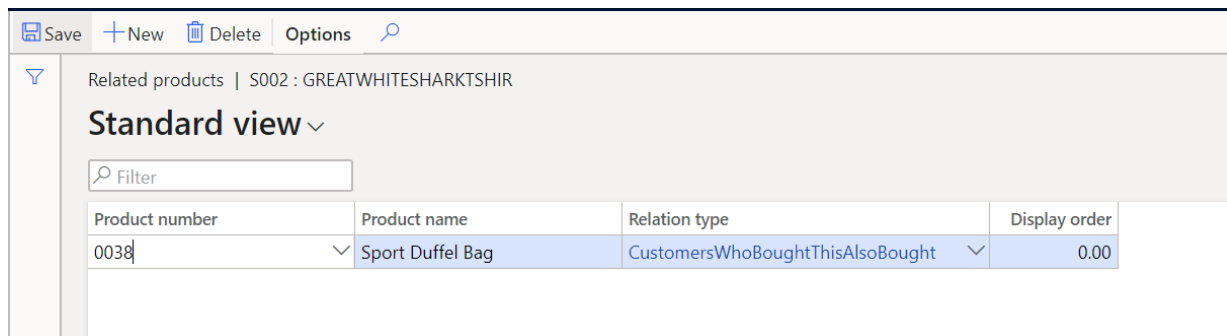 Save New Delete Options
Related products | S002 : GREATWHITESHARKTSHIR
Standard view
Filter
Product number Product name Relation type Display order
0038 Sport Duffel Bag CustomersWhoBoughtThisAlsoBought 0.00